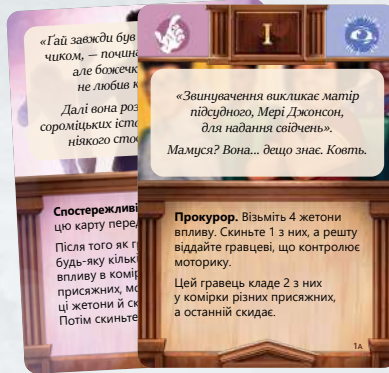 «Гай завжди був
чиком, — почина
але божечк
не любив к
Далі вона роз
сороміцьких істо
ніякого сто
Спостережливі
цю карту перед
Після того як г
будь-яку кількі
впливу в комір
присяжних, мо
ці жетони й ск
Потім скиньте
I
«Звинувачення викликає матір
підсудного, Мері Джонсон,
для надання свідчень».
Мамуся? Вона... дещо знає. Ковть.
Прокурор. Візьміть 4 жетони
впливу. Скиньте 1 з них, а решту
віддайте гравцеві, що контролює
моторику.
Цей гравець кладе 2 з них
у комірки різних присяжних,
а останній скидає.
1A